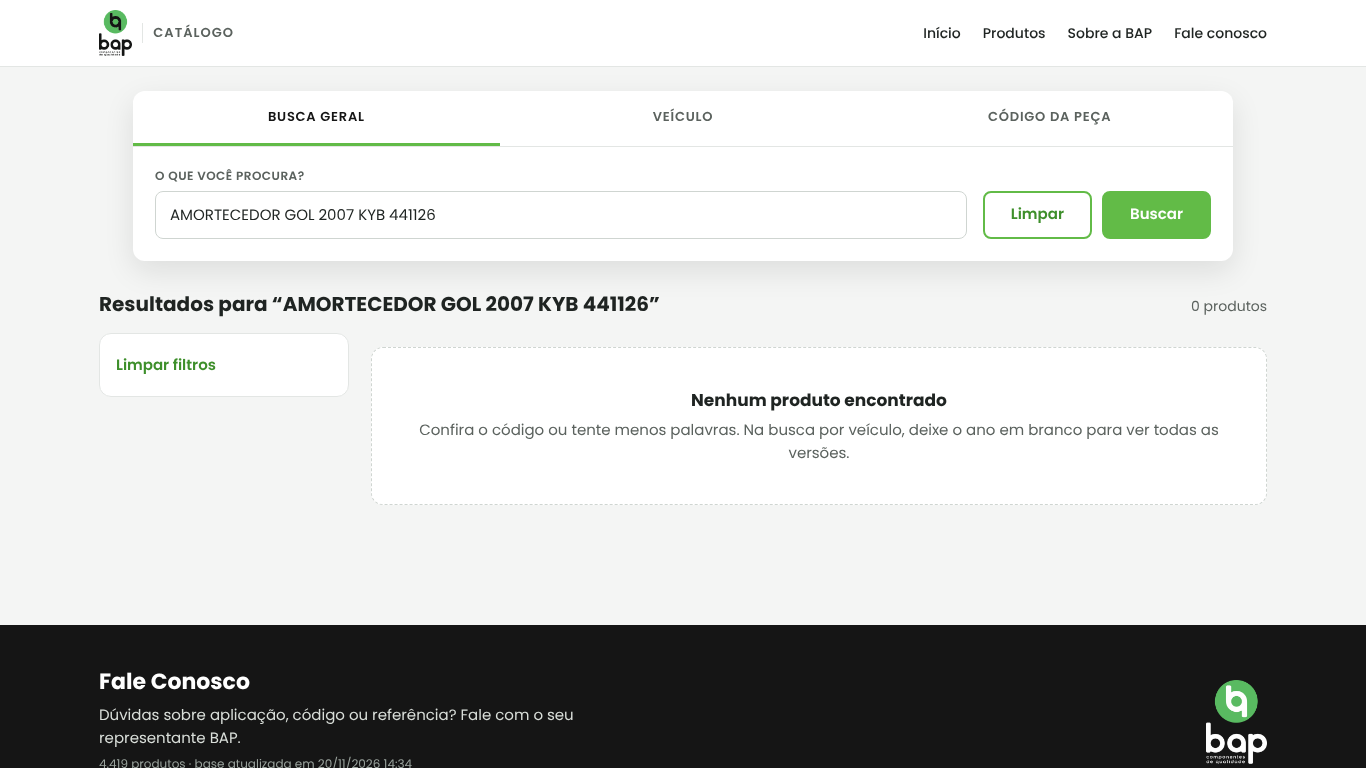 bap
CATÁLOGO
Início
Produtos
Sobre a BAP
Fale conosco
BUSCA GERAL
VEÍCULO
CÓDIGO DA PEÇA
O QUE VOCÊ PROCURA?
AMORTECEDOR GOL 2007 KYB 441126
Limpar
Buscar
Resultados para “AMORTECEDOR GOL 2007 KYB 441126”
0 produtos
Limpar filtros
Nenhum produto encontrado
Confira o código ou tente menos palavras. Na busca por veículo, deixe o ano em branco para ver todas as
versões.
Fale Conosco
Dúvidas sobre aplicação, código ou referência? Fale com o seu
representante BAP.
4.419 produtos · base atualizada em 20/11/2026 14:34
bap
componentes
de qualidade